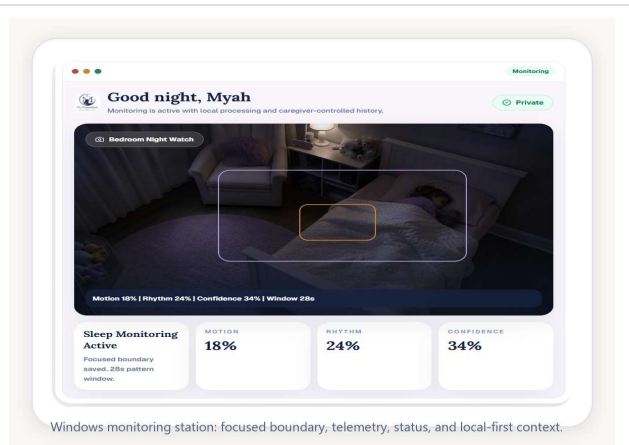 Monitoring
Good night, Myah
Monitoring is active with local processing and caregiver-controlled history.
Private
Bedroom Night Watch
Motion 18% | Rhythm 24% | Confidence 34% | Window 28s
Sleep Monitoring
Active
Focused boundary
saved. 28s pattern
window.
MOTION
18%
RHYTHM
24%
CONFIDENCE
34%
Windows monitoring station: focused boundary, telemetry, status, and local-first context.